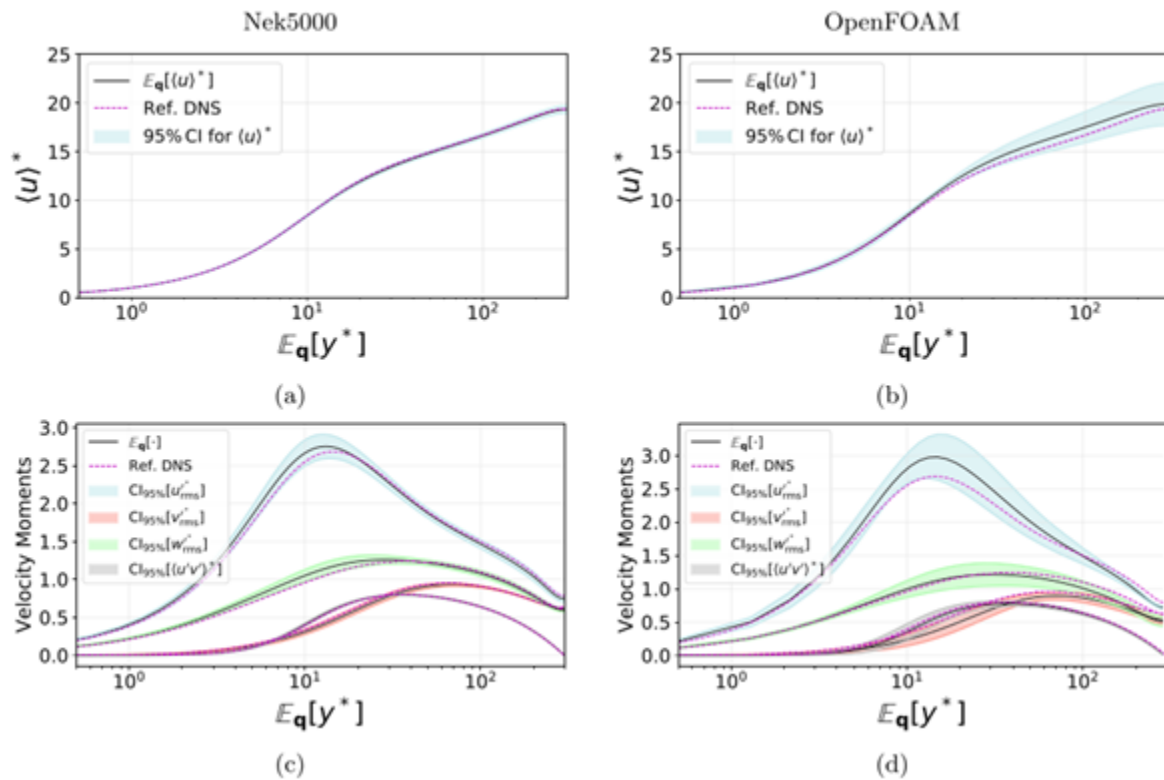 Nek5000
OpenFOAM
25
20
15
10
5
0
⟨u⟩*
𝔼q[⟨u⟩*]
Ref. DNS
95% CI for ⟨u⟩*
10⁰
10¹
10²
𝔼q[y*]
(a)
25
20
15
10
5
0
⟨u⟩*
𝔼q[⟨u⟩*]
Ref. DNS
95% CI for ⟨u⟩*
10⁰
10¹
10²
𝔼q[y*]
(b)
3.0
2.5
2.0
1.5
1.0
0.5
0.0
Velocity Moments
𝔼q[·]
Ref. DNS
CI95%[u′*rms]
CI95%[v′*rms]
CI95%[w′*rms]
CI95%[⟨u′v′⟩*]
10⁰
10¹
10²
𝔼q[y*]
(c)
3.0
2.5
2.0
1.5
1.0
0.5
0.0
Velocity Moments
𝔼q[·]
Ref. DNS
CI95%[u′*rms]
CI95%[v′*rms]
CI95%[w′*rms]
CI95%[⟨u′v′⟩*]
10⁰
10¹
10²
𝔼q[y*]
(d)